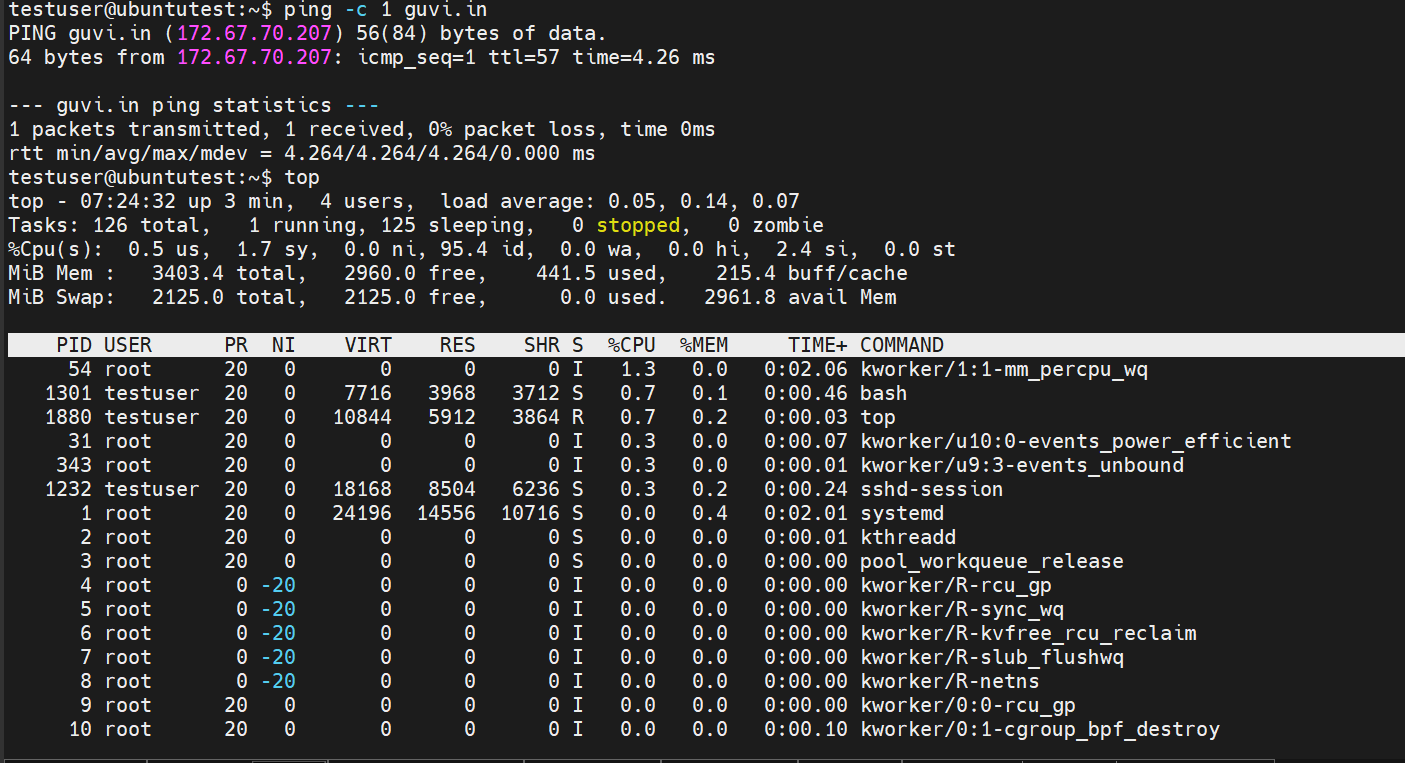 testuser@ubuntutest:~$ ping -c 1 guvi.in
PING guvi.in (172.67.70.207) 56(84) bytes of data.
64 bytes from 172.67.70.207: icmp_seq=1 ttl=57 time=4.26 ms

--- guvi.in ping statistics ---
1 packets transmitted, 1 received, 0% packet loss, time 0ms
rtt min/avg/max/mdev = 4.264/4.264/4.264/0.000 ms
testuser@ubuntutest:~$ top
top - 07:24:32 up 3 min,  4 users,  load average: 0.05, 0.14, 0.07
Tasks: 126 total,   1 running, 125 sleeping,   0 stopped,   0 zombie
%Cpu(s):  0.5 us,  1.7 sy,  0.0 ni, 95.4 id,  0.0 wa,  0.0 hi,  2.4 si,  0.0 st
MiB Mem :   3403.4 total,   2960.0 free,    441.5 used,    215.4 buff/cache
MiB Swap:   2125.0 total,   2125.0 free,      0.0 used.   2961.8 avail Mem

    PID USER      PR  NI    VIRT    RES    SHR S  %CPU  %MEM     TIME+ COMMAND
     54 root      20   0       0      0      0 I   1.3   0.0   0:02.06 kworker/1:1-mm_percpu_wq
   1301 testuser  20   0    7716   3968   3712 S   0.7   0.1   0:00.46 bash
   1880 testuser  20   0   10844   5912   3864 R   0.7   0.2   0:00.03 top
     31 root      20   0       0      0      0 I   0.3   0.0   0:00.07 kworker/u10:0-events_power_efficient
    343 root      20   0       0      0      0 I   0.3   0.0   0:00.01 kworker/u9:3-events_unbound
   1232 testuser  20   0   18168   8504   6236 S   0.3   0.2   0:00.24 sshd-session
      1 root      20   0   24196  14556  10716 S   0.0   0.4   0:02.01 systemd
      2 root      20   0       0      0      0 S   0.0   0.0   0:00.01 kthreadd
      3 root      20   0       0      0      0 S   0.0   0.0   0:00.00 pool_workqueue_release
      4 root       0 -20       0      0      0 I   0.0   0.0   0:00.00 kworker/R-rcu_gp
      5 root       0 -20       0      0      0 I   0.0   0.0   0:00.00 kworker/R-sync_wq
      6 root       0 -20       0      0      0 I   0.0   0.0   0:00.00 kworker/R-kvfree_rcu_reclaim
      7 root       0 -20       0      0      0 I   0.0   0.0   0:00.00 kworker/R-slub_flushwq
      8 root       0 -20       0      0      0 I   0.0   0.0   0:00.00 kworker/R-netns
      9 root      20   0       0      0      0 I   0.0   0.0   0:00.00 kworker/0:0-rcu_gp
     10 root      20   0       0      0      0 I   0.0   0.0   0:00.10 kworker/0:1-cgroup_bpf_destroy